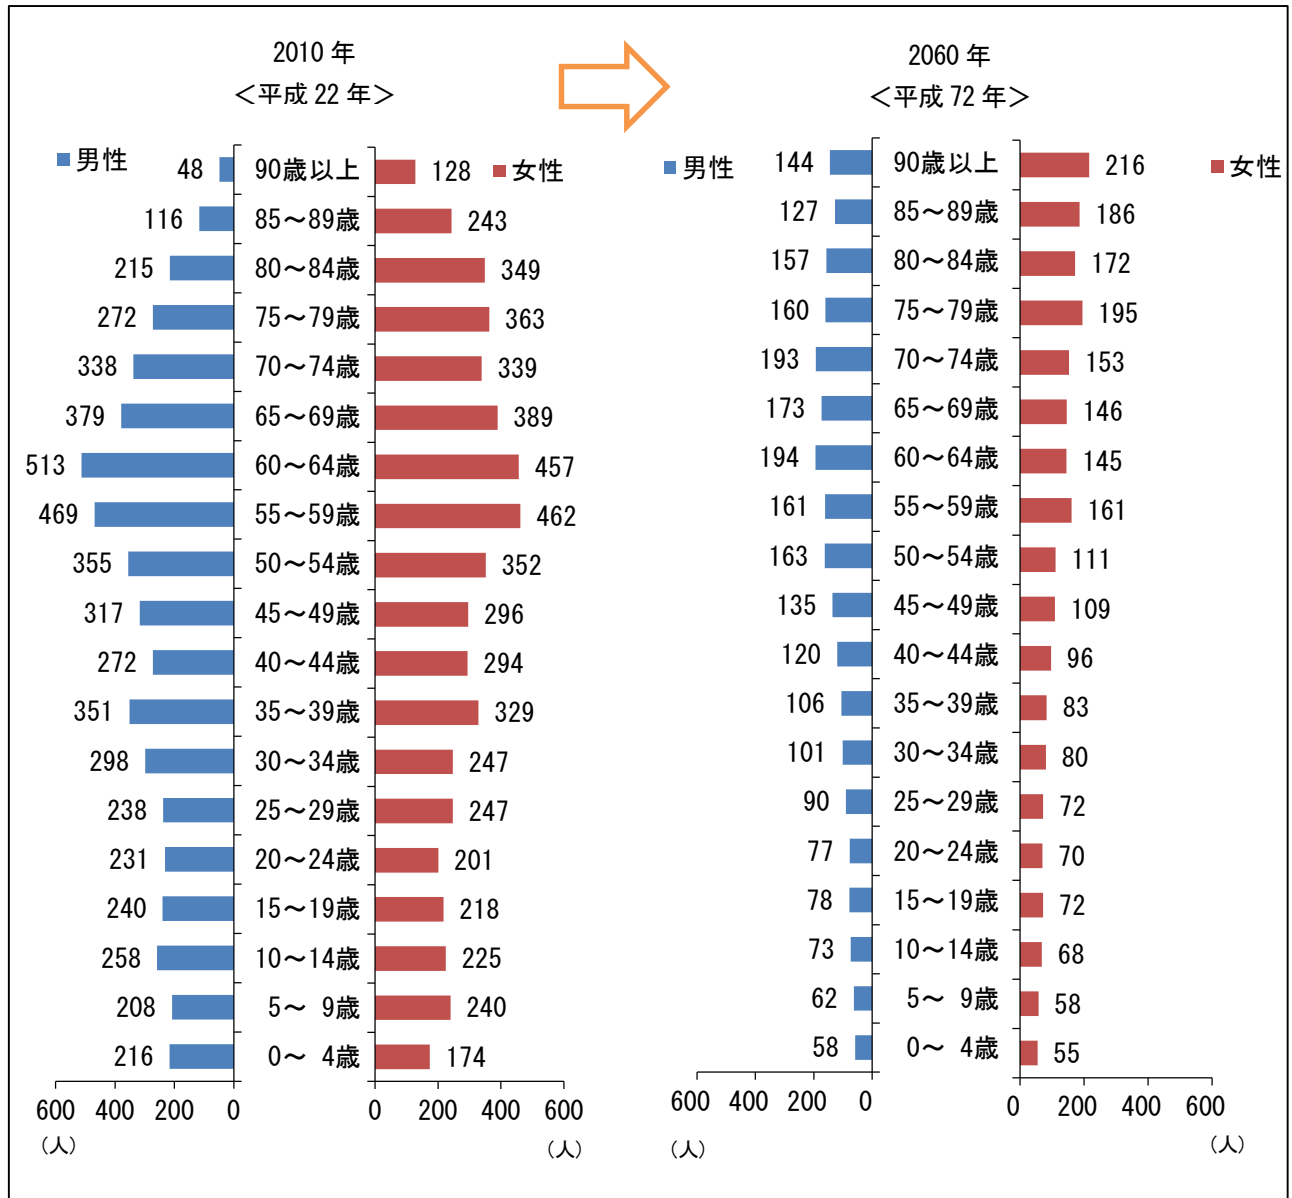 2010 年
＜平成 22 年＞
2060 年
＜平成 72 年＞
■男性
48 90歳以上 128 ■女性
116 85～89歳 243
215 80～84歳 349
272 75～79歳 363
338 70～74歳 339
379 65～69歳 389
513 60～64歳 457
469 55～59歳 462
355 50～54歳 352
317 45～49歳 296
272 40～44歳 294
351 35～39歳 329
298 30～34歳 247
238 25～29歳 247
231 20～24歳 201
240 15～19歳 218
258 10～14歳 225
208 5～ 9歳 240
216 0～ 4歳 174
600 400 200 0 0 200 400 600
（人） （人）
■男性 144 90歳以上 216 ■女性
127 85～89歳 186
157 80～84歳 172
160 75～79歳 195
193 70～74歳 153
173 65～69歳 146
194 60～64歳 145
161 55～59歳 161
163 50～54歳 111
135 45～49歳 109
120 40～44歳 96
106 35～39歳 83
101 30～34歳 80
90 25～29歳 72
77 20～24歳 70
78 15～19歳 72
73 10～14歳 68
62 5～ 9歳 58
58 0～ 4歳 55
600 400 200 0 0 200 400 600
（人） （人）